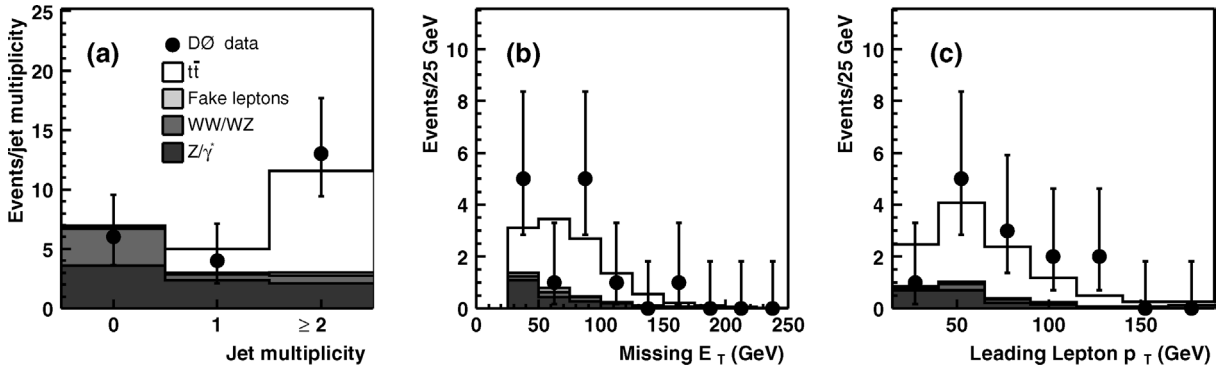 Events/jet multiplicity
25
20
15
10
5
0
(a)
DØ data
tt̄
Fake leptons
WW/WZ
Z/γ*
0 1 ≥ 2
Jet multiplicity
Events/25 GeV
10
8
6
4
2
0
(b)
0 50 100 150 200 250
Missing E T (GeV)
Events/25 GeV
10
8
6
4
2
0
(c)
50 100 150
Leading Lepton p T (GeV)